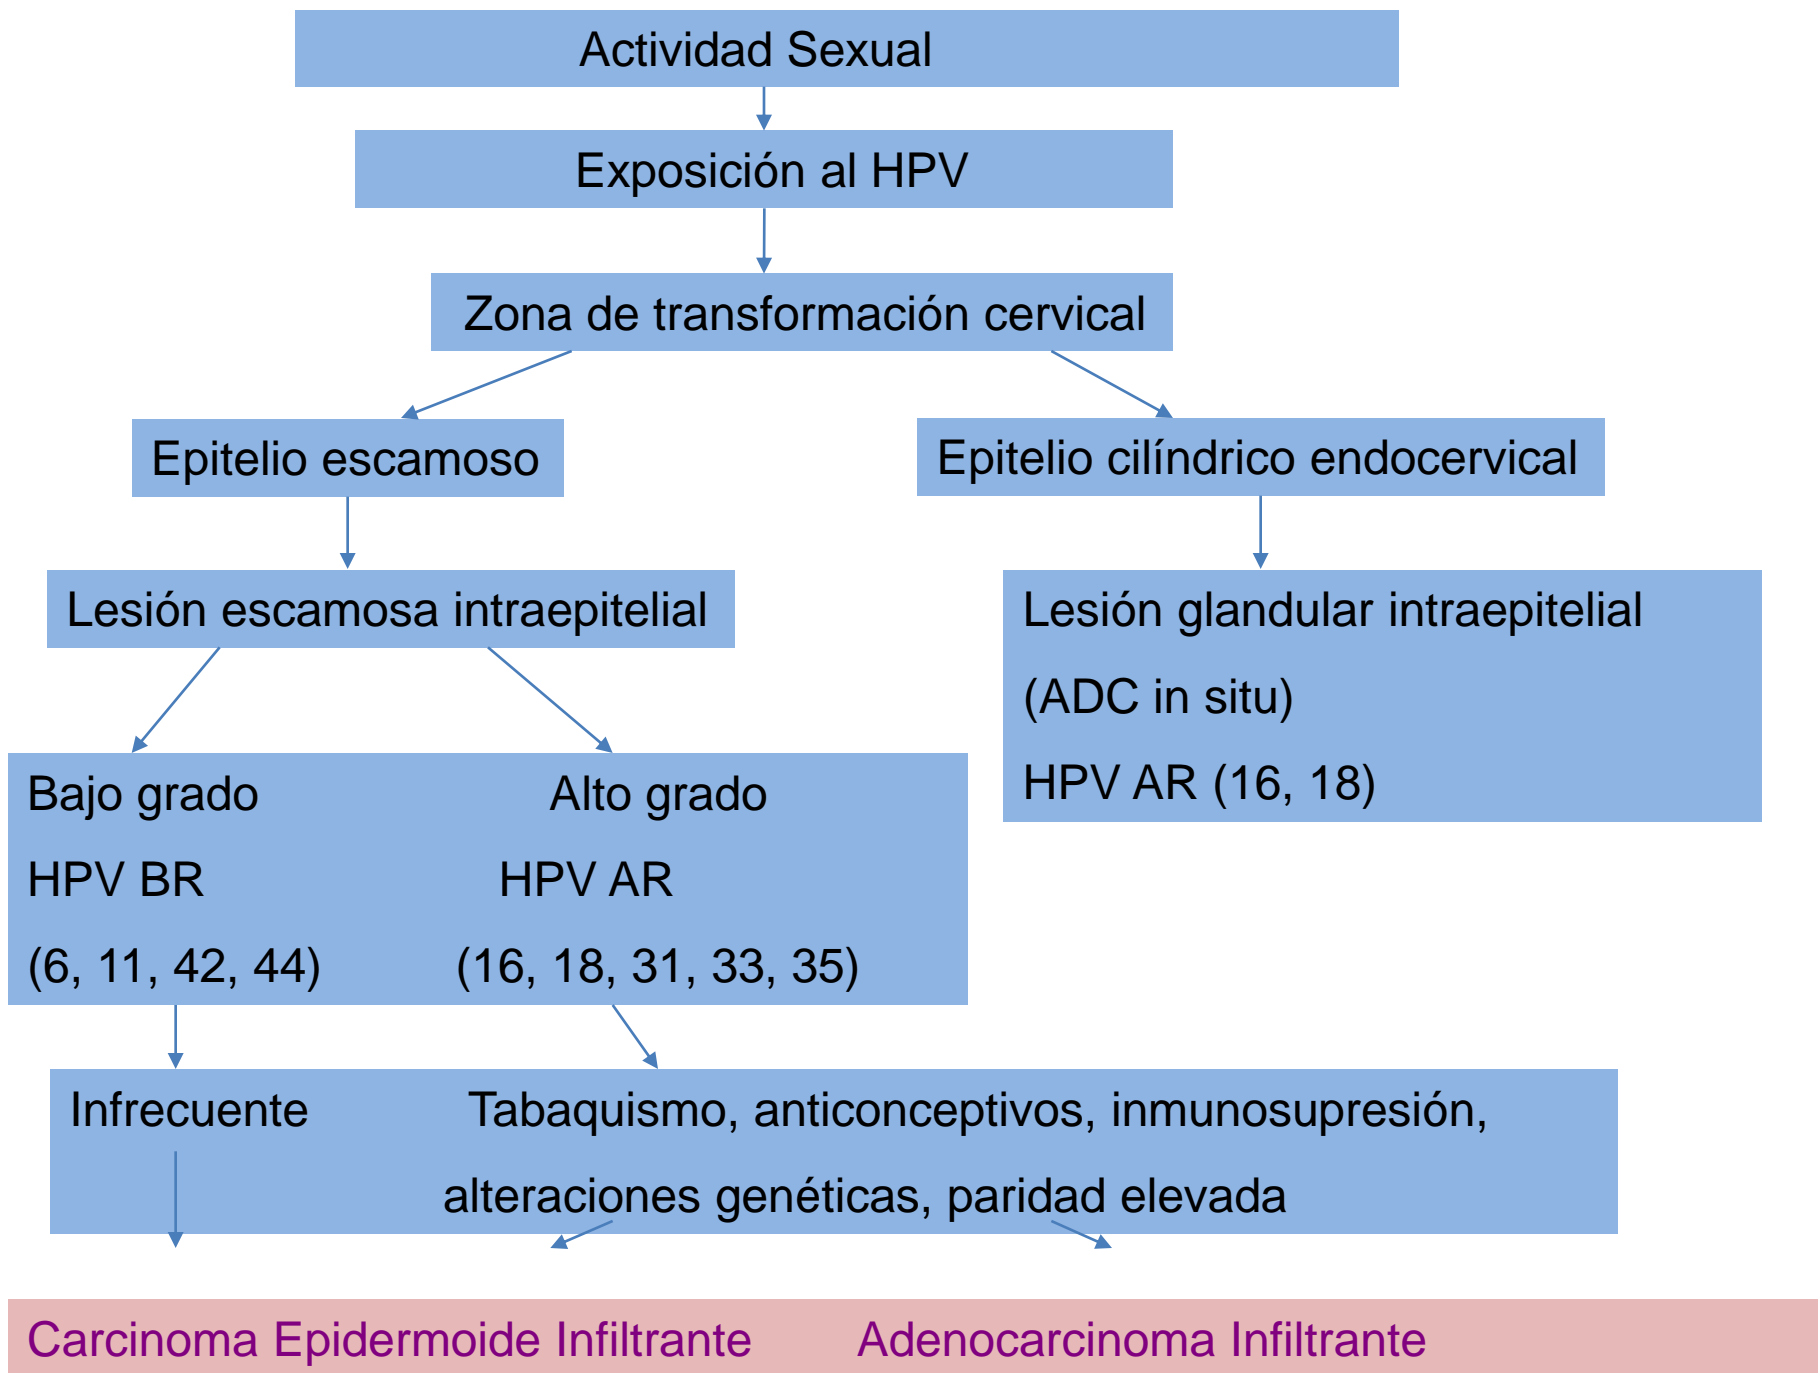 Actividad Sexual
Exposición al HPV
Zona de transformación cervical
Epitelio escamoso
Epitelio cilíndrico endocervical
Lesión escamosa intraepitelial
Lesión glandular intraepitelial
(ADC in situ)
HPV AR (16, 18)
Bajo grado Alto grado
HPV BR HPV AR
(6, 11, 42, 44) (16, 18, 31, 33, 35)
Infrecuente Tabaquismo, anticonceptivos, inmunosupresión,
alteraciones genéticas, paridad elevada
Carcinoma Epidermoide Infiltrante Adenocarcinoma Infiltrante